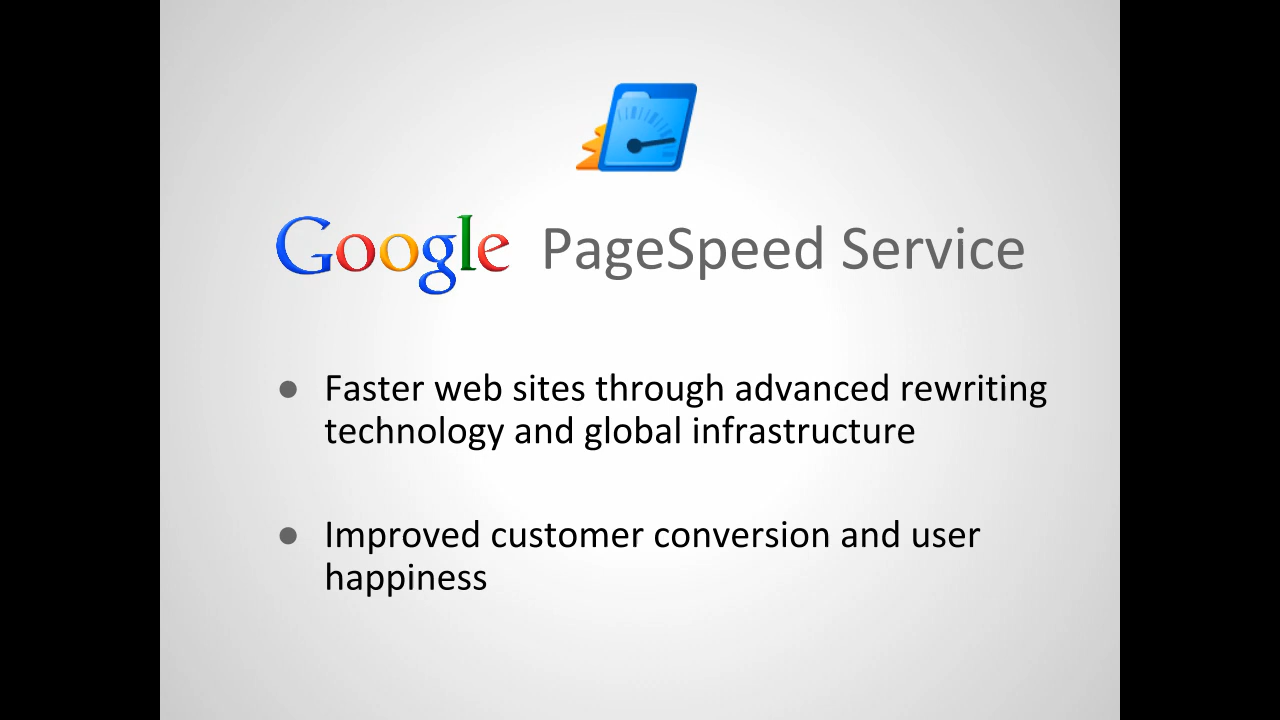 Google PageSpeed Service
● Faster web sites through advanced rewriting
technology and global infrastructure
● Improved customer conversion and user
happiness